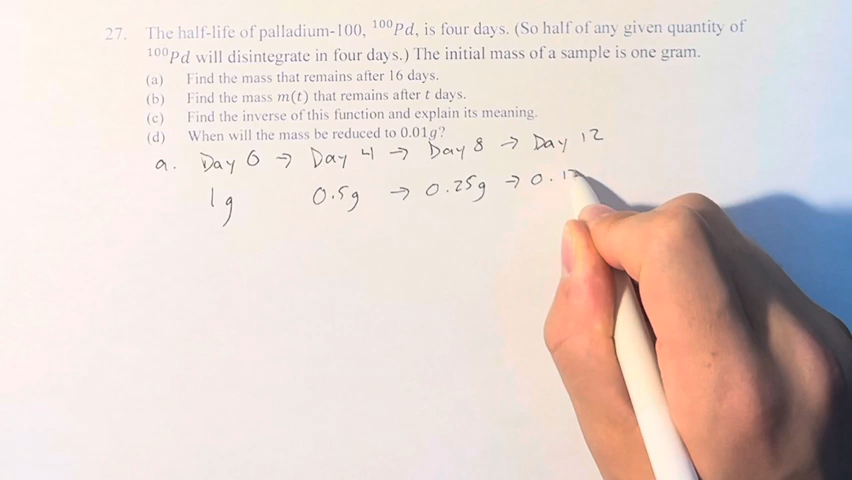 27. The half-life of palladium-100, ¹⁰⁰Pd, is four days. (So half of any given quantity of
¹⁰⁰Pd will disintegrate in four days.) The initial mass of a sample is one gram.
(a) Find the mass that remains after 16 days.
(b) Find the mass m(t) that remains after t days.
(c) Find the inverse of this function and explain its meaning.
(d) When will the mass be reduced to 0.01g?
a. Day 0 → Day 4 → Day 8 → Day 12
1g 0.5g → 0.25g → 0.12